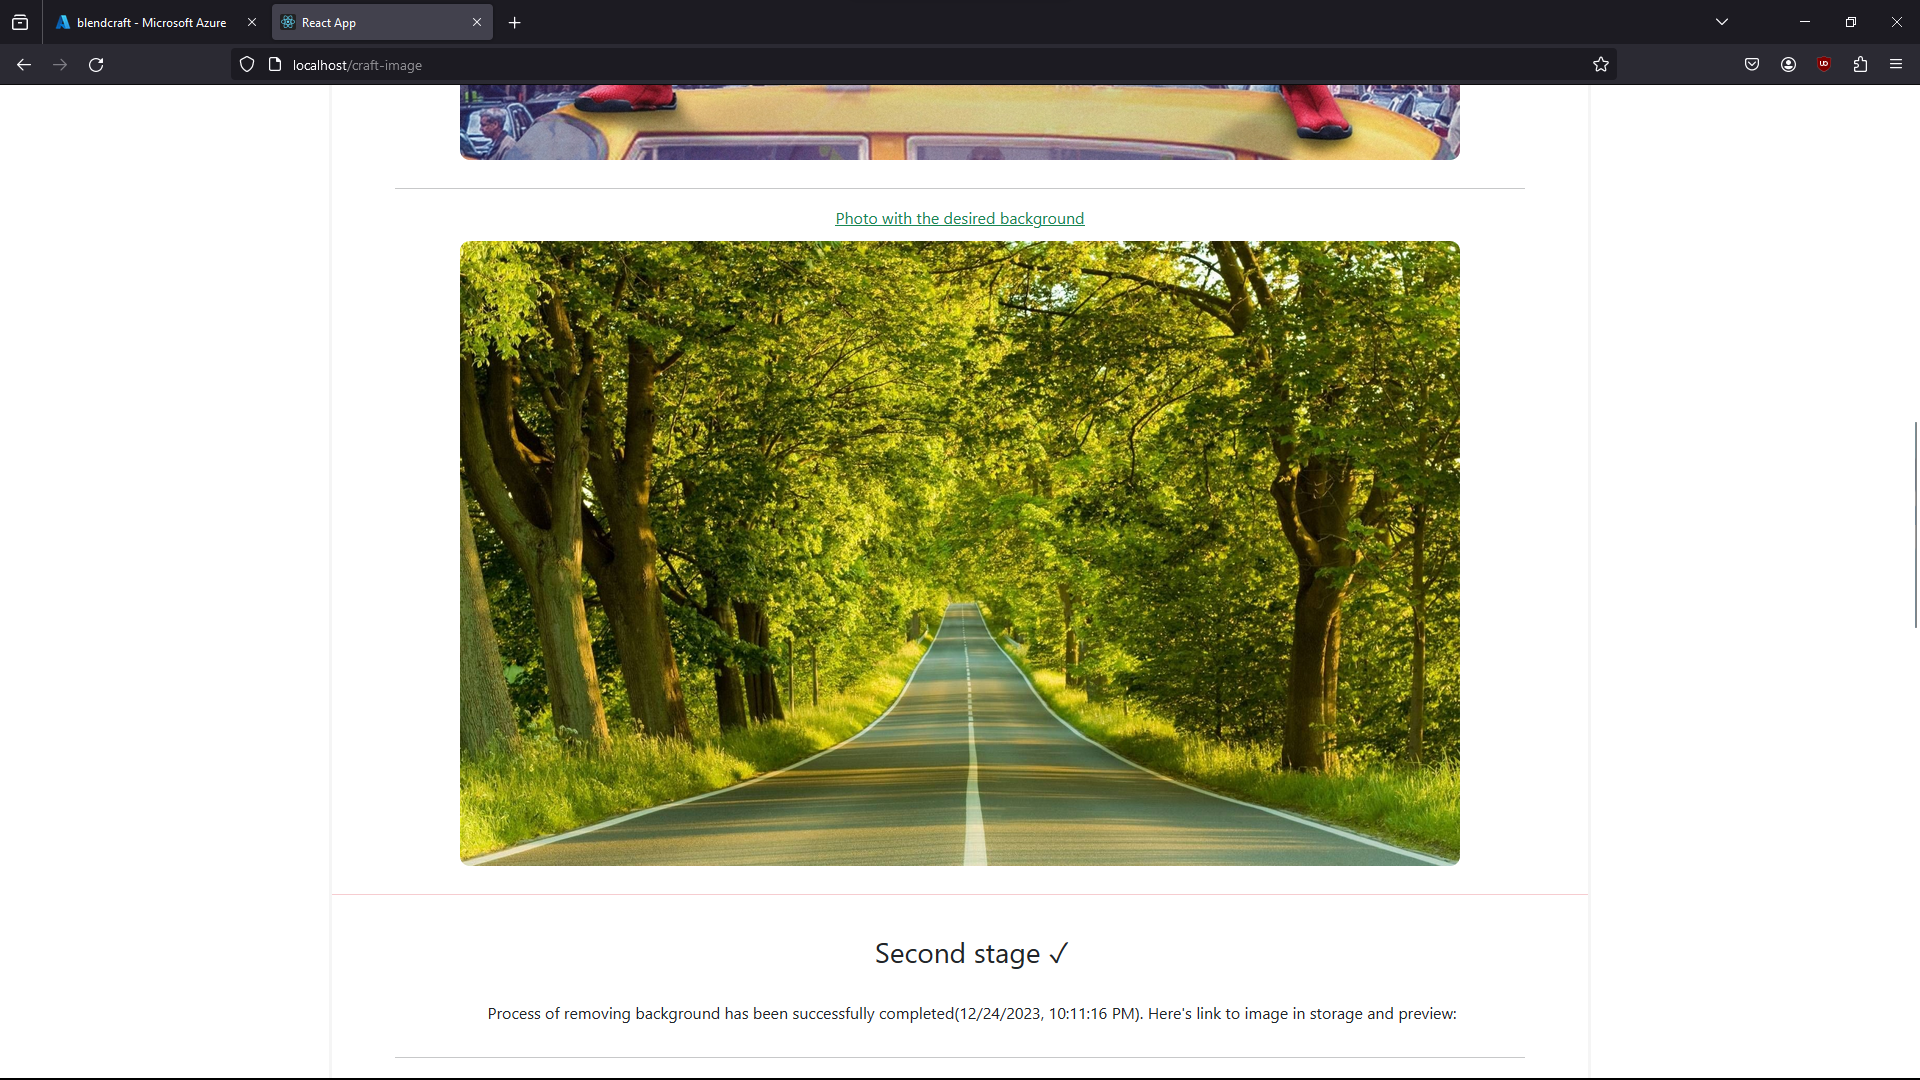 blendcraft - Microsoft Azure
React App
localhost/craft-image
Photo with the desired background
Second stage ✓
Process of removing background has been successfully completed(12/24/2023, 10:11:16 PM). Here's link to image in storage and preview: